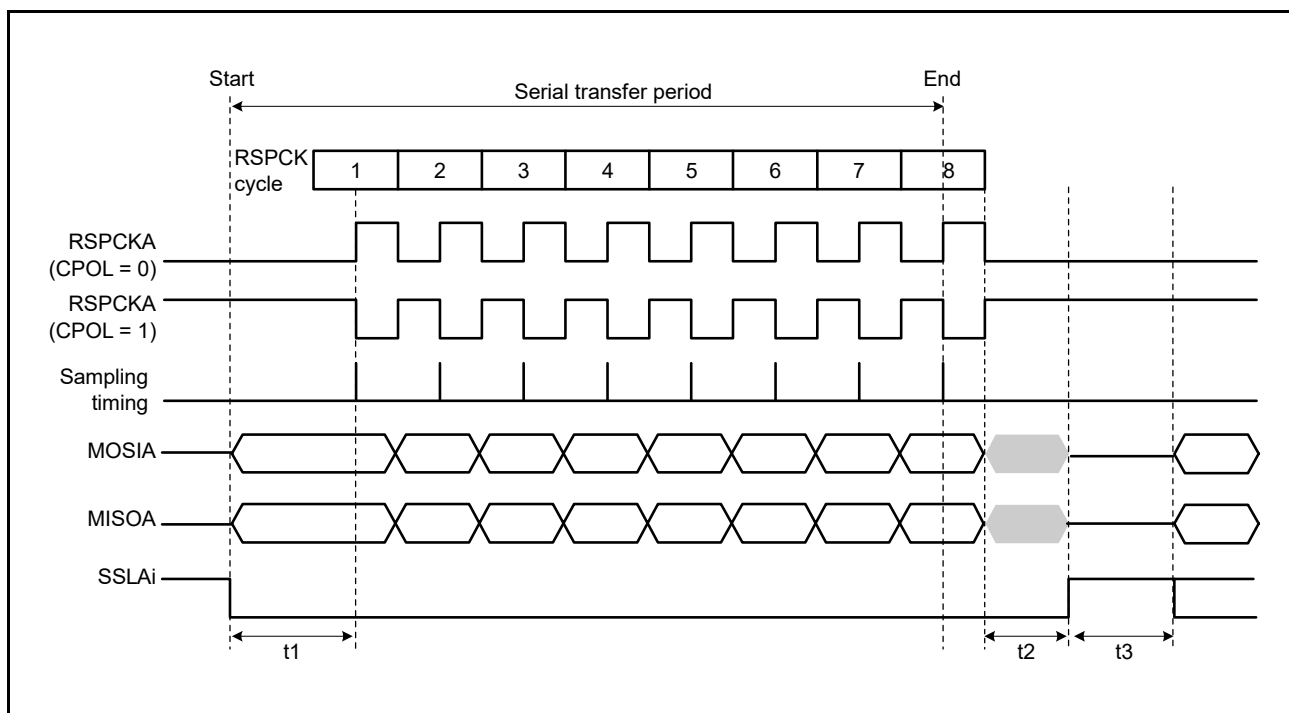 Start
End
Serial transfer period
RSPCK
cycle
1 2 3 4 5 6 7 8
RSPCKA
(CPOL = 0)
RSPCKA
(CPOL = 1)
Sampling
timing
MOSIA
MISOA
SSLAi
t1
t2
t3